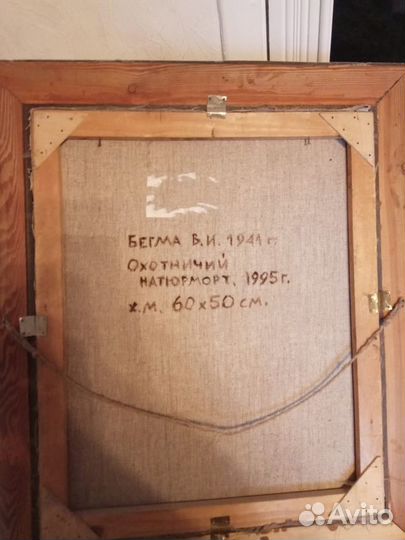 БЕГМА В.И. 1941 г.
ОХОТНИЧИЙ
НАТЮРМОРТ, 1995 г.
х.м. 60х50 см.
Avito